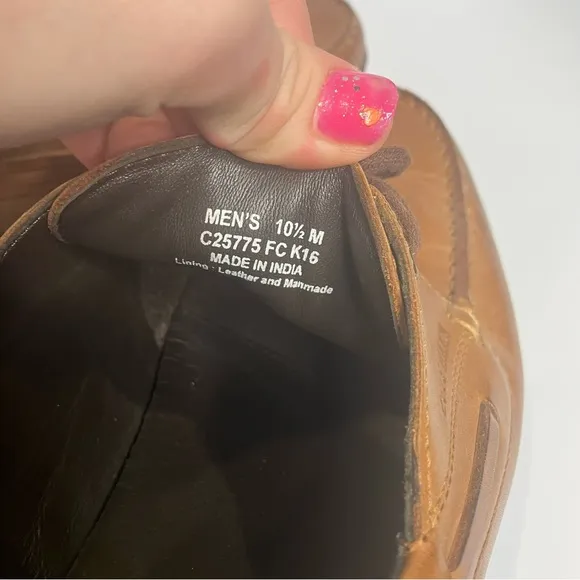 MEN'S 10½ M
C25775 FC K16
MADE IN INDIA
Lining : Leather and Manmade